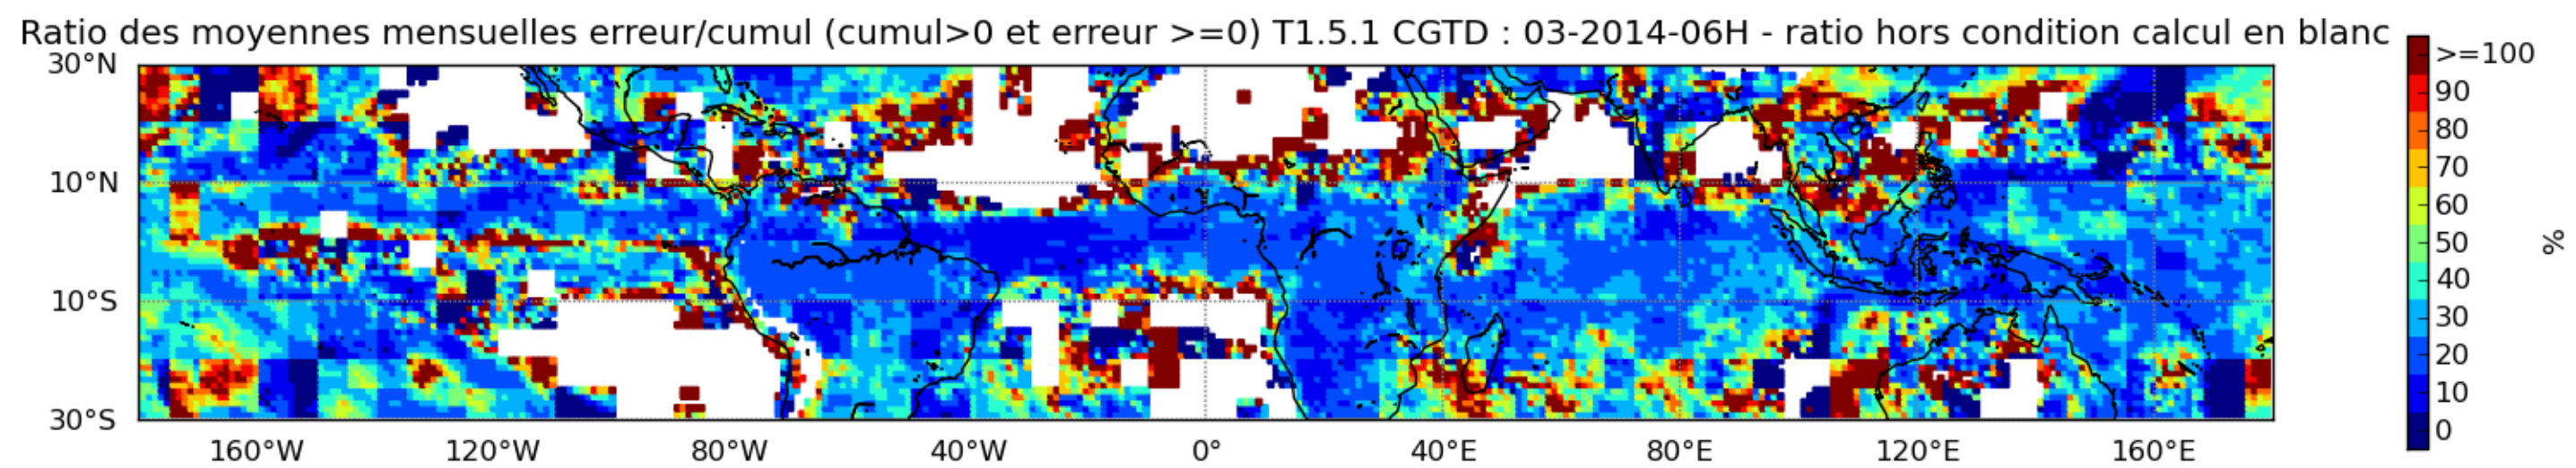 Ratio des moyennes mensuelles erreur/cumul (cumul>0 et erreur >=0) T1.5.1 CGTD : 03-2014-06H - ratio hors condition calcul en blanc
30°N
10°N
10°S
30°S
160°W 120°W 80°W 40°W 0° 40°E 80°E 120°E 160°E
>=100
90
80
70
60
50
40
30
20
10
0
%